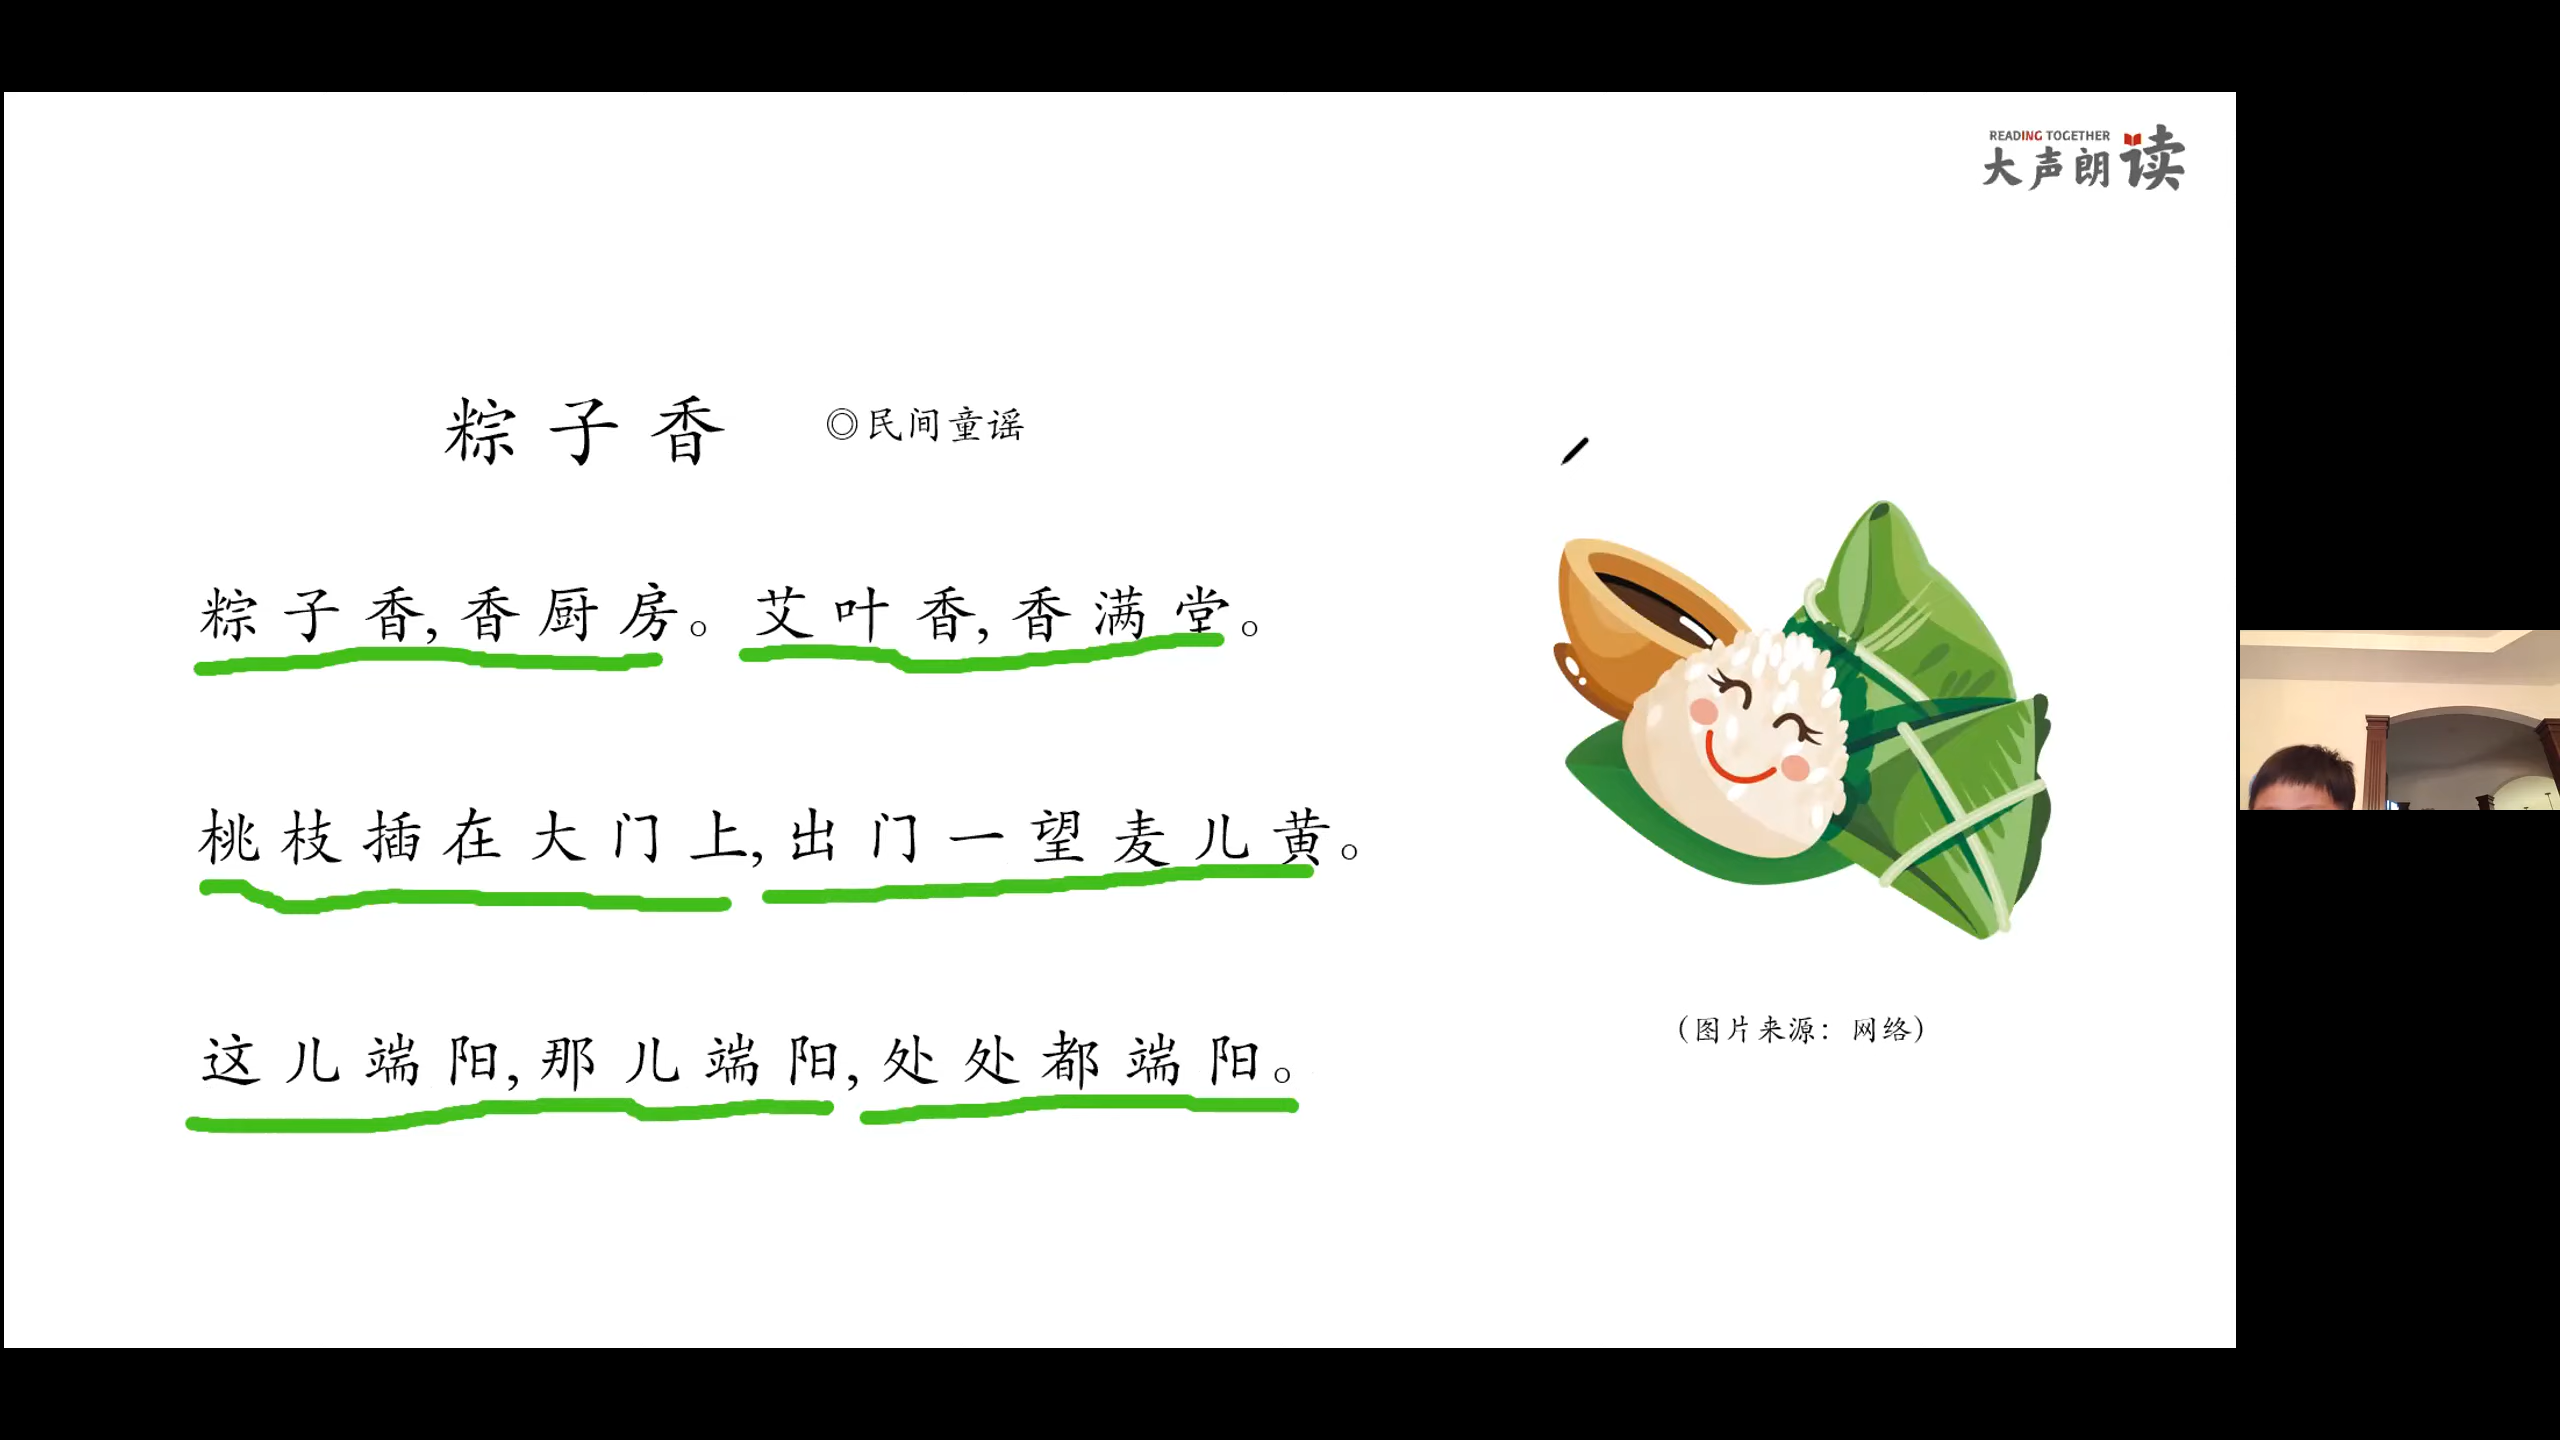 READING TOGETHER
大声朗读
粽子香 ◎民间童谣
粽子香,香厨房。艾叶香,香满堂。
桃枝插在大门上,出门一望麦儿黄。
这儿端阳,那儿端阳,处处都端阳。
(图片来源：网络)